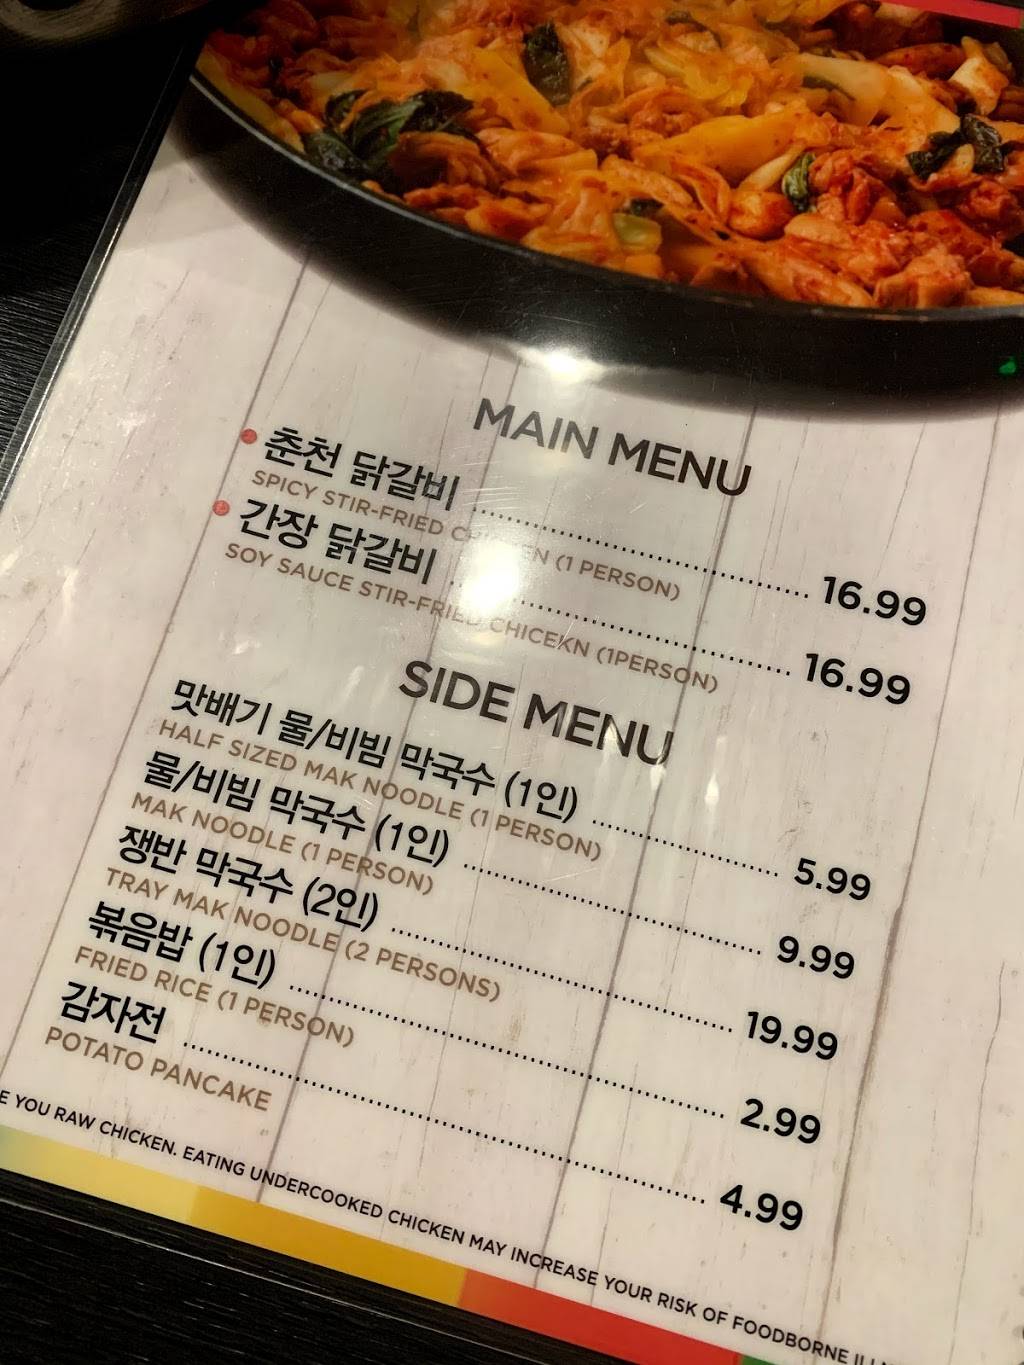 MAIN MENU
춘천 닭갈비 16.99
SPICY STIR-FRIED CHICKEN (1 PERSON)
간장 닭갈비 16.99
SOY SAUCE STIR-FRIED CHICEKN (1PERSON)
SIDE MENU
맛배기 물/비빔 막국수 (1인) 5.99
HALF SIZED MAK NOODLE (1 PERSON)
물/비빔 막국수 (1인) 9.99
MAK NOODLE (1 PERSON)
쟁반 막국수 (2인) 19.99
TRAY MAK NOODLE (2 PERSONS)
볶음밥 (1인) 2.99
FRIED RICE (1 PERSON)
감자전 4.99
POTATO PANCAKE
E YOU RAW CHICKEN. EATING UNDERCOOKED CHICKEN MAY INCREASE YOUR RISK OF FOODBORNE